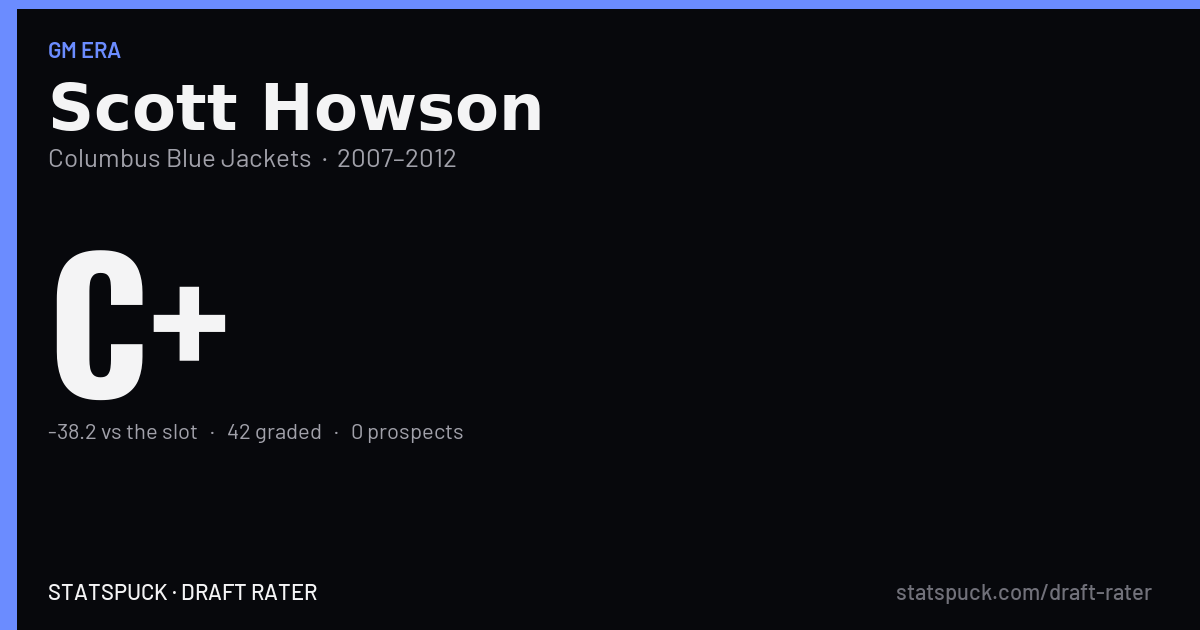 GM ERA
Scott Howson
Columbus Blue Jackets · 2007–2012
C+
-38.2 vs the slot · 42 graded · 0 prospects
STATSPUCK · DRAFT RATER
statspuck.com/draft-rater